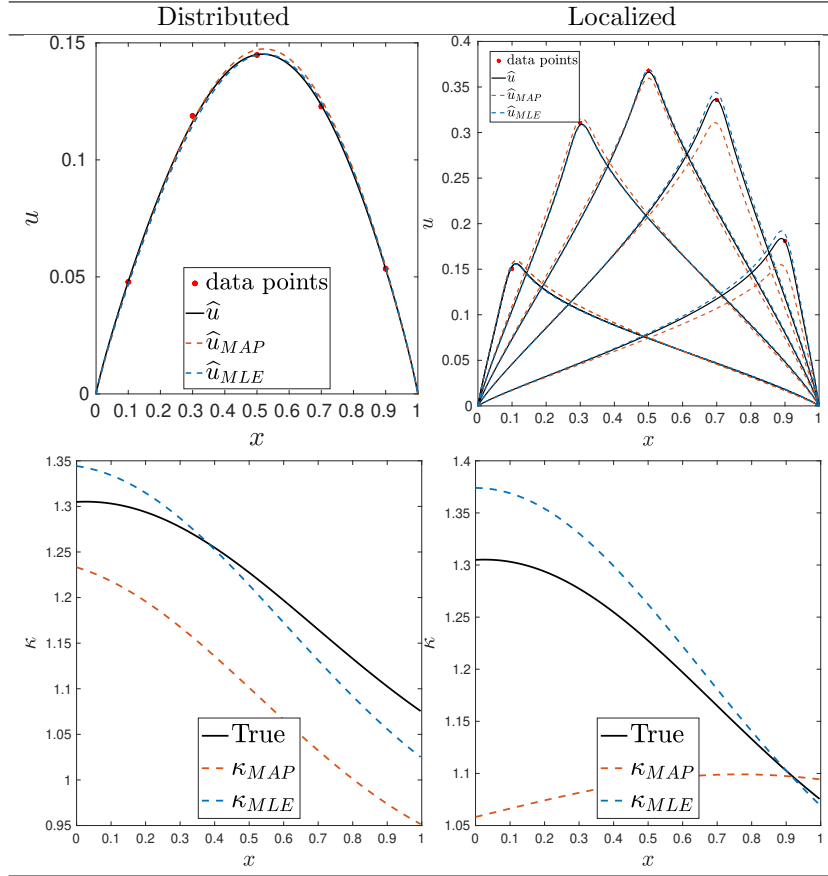 Distributed
Localized
0.15
0.1
0.05
0
u
data points
û
û_MAP
û_MLE
0 0.1 0.2 0.3 0.4 0.5 0.6 0.7 0.8 0.9 1
x
0.4
0.35
0.3
0.25
0.2
0.15
0.1
0.05
0
u
data points
û
û_MAP
û_MLE
0 0.1 0.2 0.3 0.4 0.5 0.6 0.7 0.8 0.9 1
x
1.35
1.3
1.25
1.2
1.15
1.1
1.05
1
0.95
κ
True
κ_MAP
κ_MLE
0 0.1 0.2 0.3 0.4 0.5 0.6 0.7 0.8 0.9 1
x
1.4
1.35
1.3
1.25
1.2
1.15
1.1
1.05
κ
True
κ_MAP
κ_MLE
0 0.1 0.2 0.3 0.4 0.5 0.6 0.7 0.8 0.9 1
x